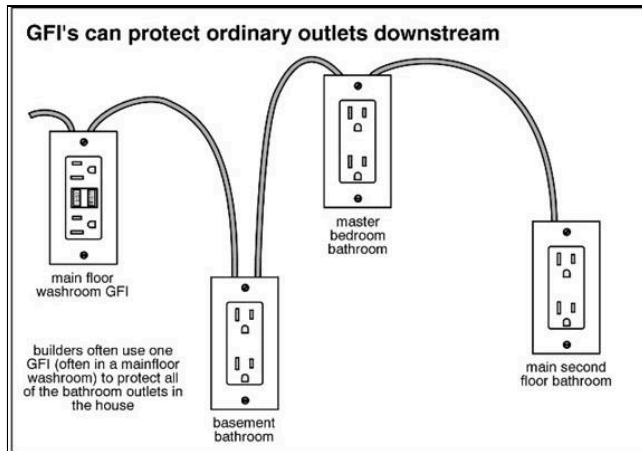 GFI's can protect ordinary outlets downstream
main floor
washroom GFI
master
bedroom
bathroom
builders often use one
GFI (often in a mainfloor
washroom) to protect all
of the bathroom outlets in
the house
basement
bathroom
main second
floor bathroom